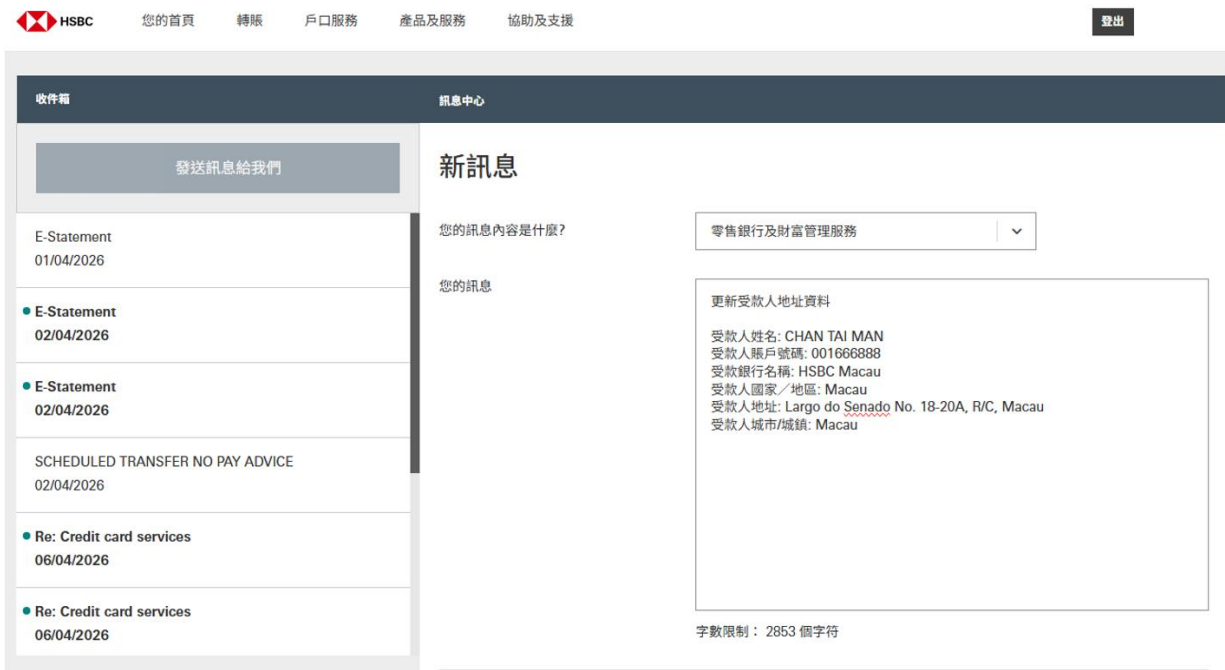 HSBC 您的首頁 轉賬 戶口服務 產品及服務 協助及支援 登出
收件箱
發送訊息給我們
E-Statement
01/04/2026
E-Statement
02/04/2026
E-Statement
02/04/2026
SCHEDULED TRANSFER NO PAY ADVICE
02/04/2026
Re: Credit card services
06/04/2026
Re: Credit card services
06/04/2026
訊息中心
新訊息
您的訊息內容是什麼?
零售銀行及財富管理服務
您的訊息
更新受款人地址資料
受款人姓名: CHAN TAI MAN
受款人賬戶號碼: 001666888
受款銀行名稱: HSBC Macau
受款人國家／地區: Macau
受款人地址: Largo do Senado No. 18-20A, R/C, Macau
受款人城市/城鎮: Macau
字數限制： 2853 個字符